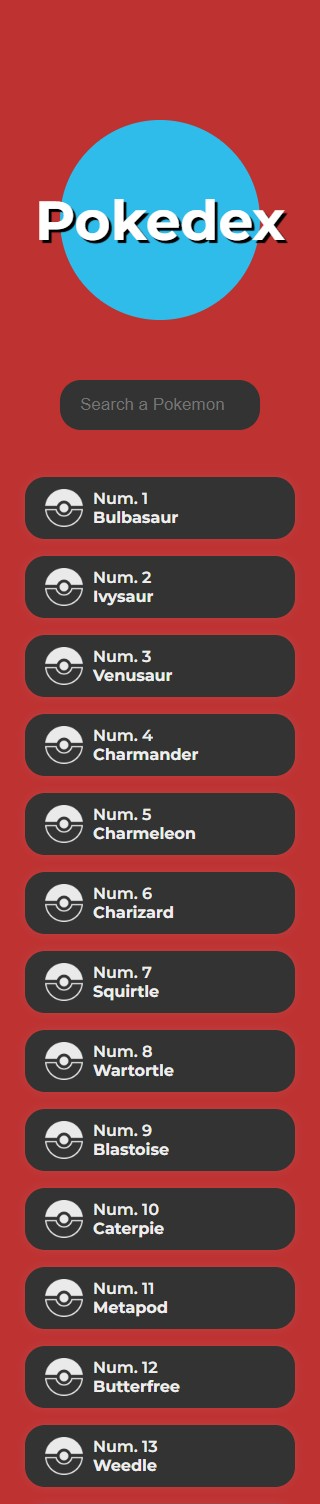 Pokedex
Search a Pokemon
Num. 1
Bulbasaur
Num. 2
Ivysaur
Num. 3
Venusaur
Num. 4
Charmander
Num. 5
Charmeleon
Num. 6
Charizard
Num. 7
Squirtle
Num. 8
Wartortle
Num. 9
Blastoise
Num. 10
Caterpie
Num. 11
Metapod
Num. 12
Butterfree
Num. 13
Weedle